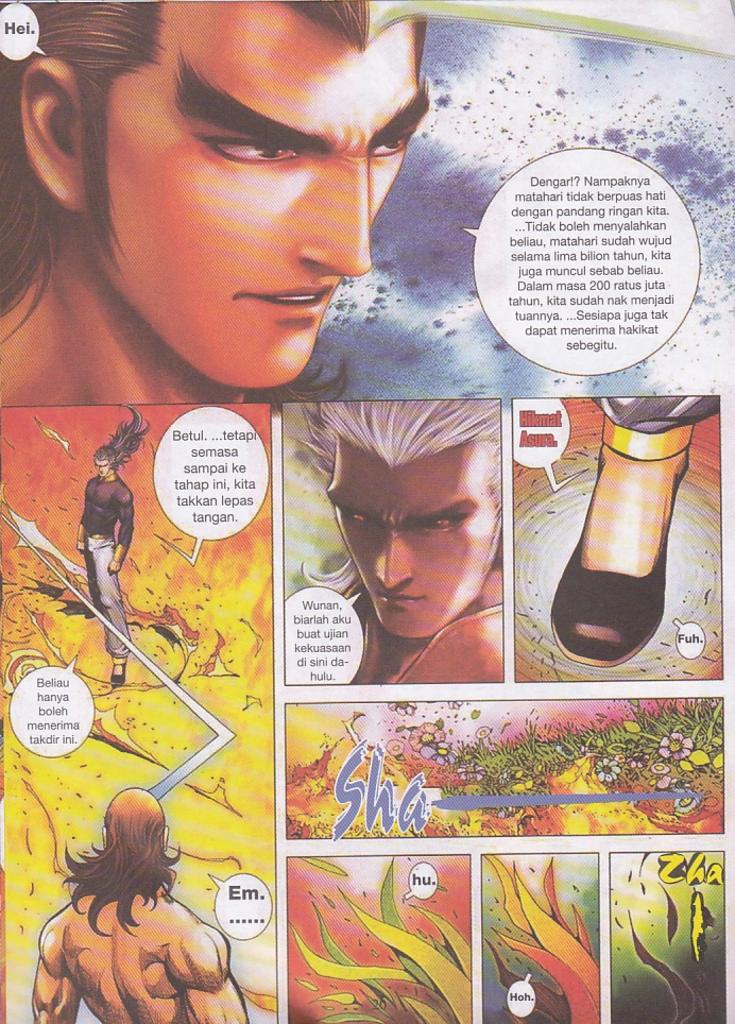 Hei.
Dengar!? Nampaknya
matahari tidak berpuas hati
dengan pandang ringan kita.
...Tidak boleh menyalahkan
beliau, matahari sudah wujud
selama lima bilion tahun, kita
juga muncul sebab beliau.
Dalam masa 200 ratus juta
tahun, kita sudah nak menjadi
tuannya. ...Sesiapa juga tak
dapat menerima hakikat
sebegitu.
Betul. ...tetapi
semasa
sampai ke
tahap ini, kita
takkan lepas
tangan.
Beliau
hanya
boleh
menerima
takdir ini.
Em.
......
Wunan,
biarlah aku
buat ujian
kekuasaan
di sini da-
hulu.
Hikmat
Asura.
Fuh.
Sha
hu.
Hoh.
Zha
26